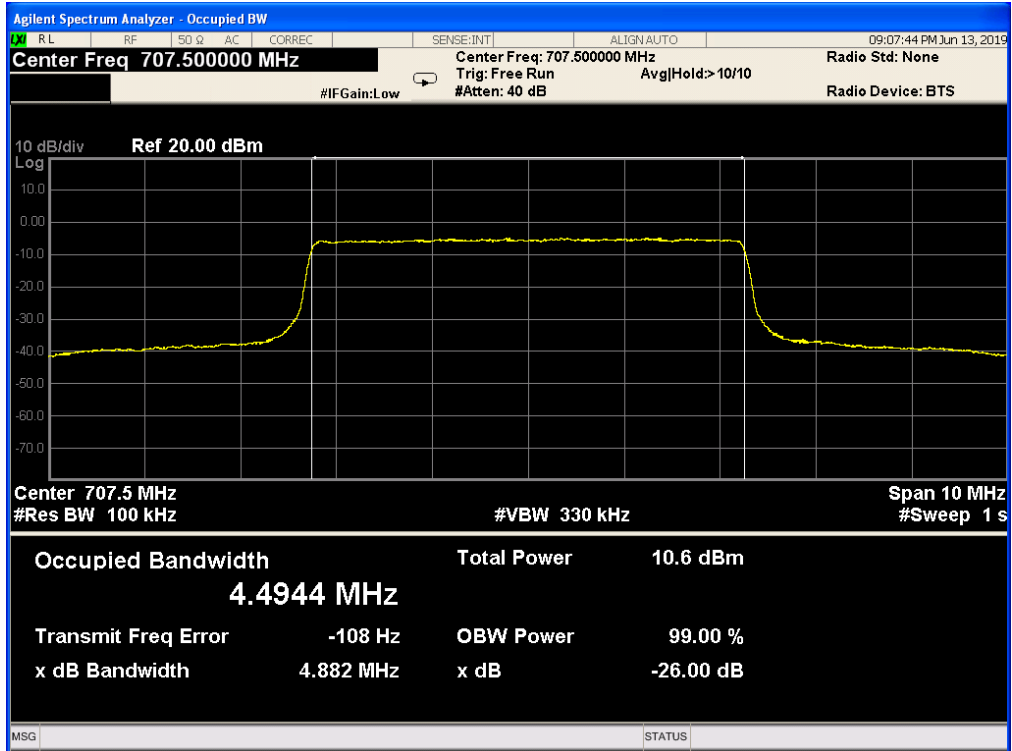 Agilent Spectrum Analyzer - Occupied BW
LXI RL RF 50 Ω AC CORREC SENSE:INT ALIGN AUTO 09:07:44 PM Jun 13, 2019
Center Freq 707.500000 MHz Center Freq: 707.500000 MHz Radio Std: None
Trig: Free Run Avg|Hold:>10/10
#IFGain:Low #Atten: 40 dB Radio Device: BTS
10 dB/div Ref 20.00 dBm
Log
10.0
0.00
-10.0
-20.0
-30.0
-40.0
-50.0
-60.0
-70.0
Center 707.5 MHz Span 10 MHz
#Res BW 100 kHz #VBW 330 kHz #Sweep 1 s
Occupied Bandwidth Total Power 10.6 dBm
4.4944 MHz
Transmit Freq Error -108 Hz OBW Power 99.00 %
x dB Bandwidth 4.882 MHz x dB -26.00 dB
MSG STATUS